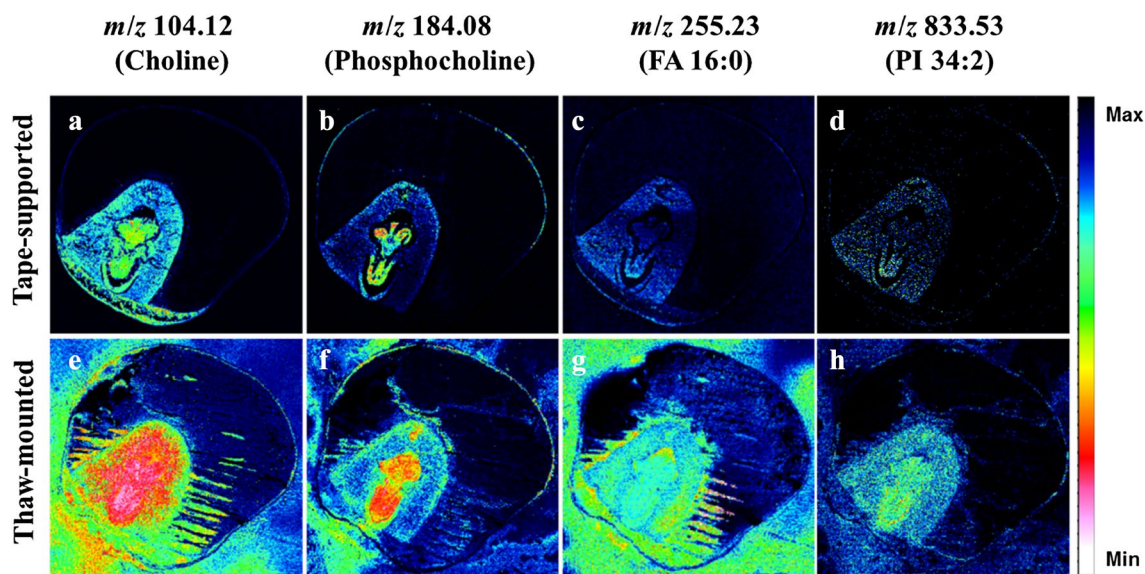 m/z 104.12
(Choline)
m/z 184.08
(Phosphocholine)
m/z 255.23
(FA 16:0)
m/z 833.53
(PI 34:2)
Tape-supported
a
b
c
d
Max
Thaw-mounted
e
f
g
h
Min